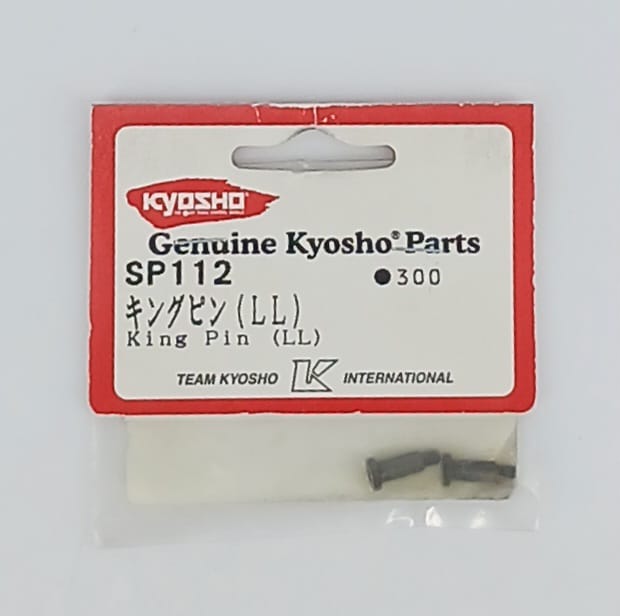 KYOSHO
Genuine Kyosho® Parts
SP112 ●300
キングピン(LL)
King Pin (LL)
TEAM KYOSHO K INTERNATIONAL